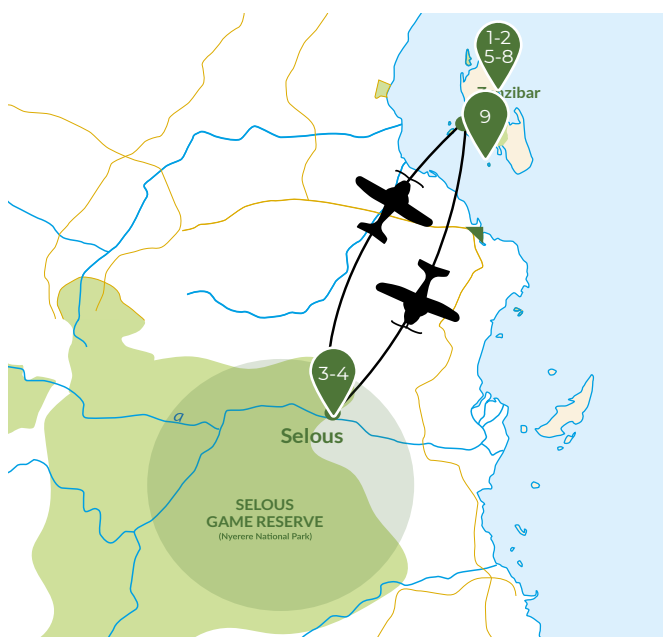 1-2
5-8
Zanzibar
9
3-4
a
Selous
SELOUS
GAME RESERVE
(Nyerere National Park)